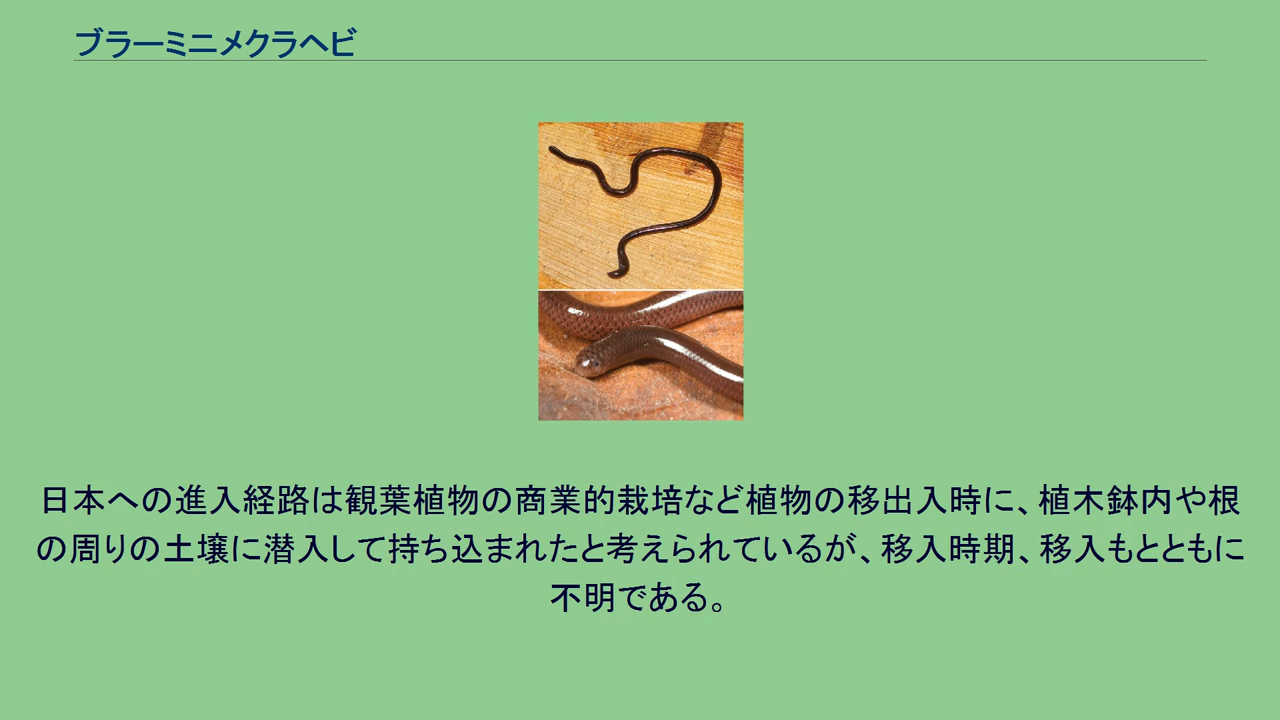 ブラーミニメクラヘビ
日本への進入経路は観葉植物の商業的栽培など植物の移出入時に、植木鉢内や根
の周りの土壌に潜入して持ち込まれたと考えられているが、移入時期、移入もとともに
不明である。